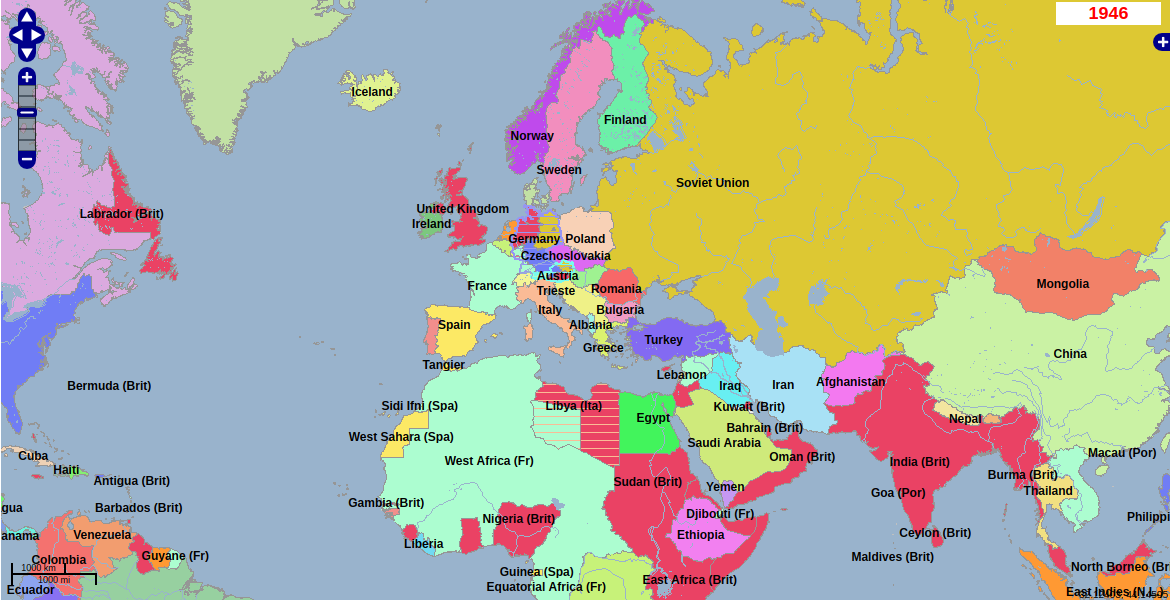 1946
Iceland
Norway
Finland
Sweden
Soviet Union
United Kingdom
Labrador (Brit)
Ireland
Germany
Poland
Czechoslovakia
Austria
Mongolia
France
Trieste
Romania
Italy
Bulgaria
Spain
Albania
Turkey
Greece
China
Tangier
Lebanon
Iraq
Iran
Afghanistan
Bermuda (Brit)
Sidi Ifni (Spa)
Libya (Ita)
Kuwait (Brit)
Egypt
Nepal
Bahrain (Brit)
West Sahara (Spa)
Saudi Arabia
Cuba
Macau (Por)
Oman (Brit)
West Africa (Fr)
India (Brit)
Haiti
Burma (Brit)
Antigua (Brit)
Sudan (Brit)
Yemen
Thailand
Goa (Por)
Gambia (Brit)
gua
Barbados (Brit)
Djibouti (Fr)
Philippi
Nigeria (Brit)
anama
Venezuela
Ethiopia
Ceylon (Brit)
Liberia
Guyane (Fr)
Maldives (Brit)
Colombia
1000 km
Guinea (Spa)
North Borneo (Br
1000 mi
East Africa (Brit)
Equatorial Africa (Fr)
Ecuador
East Indies (N.L.)